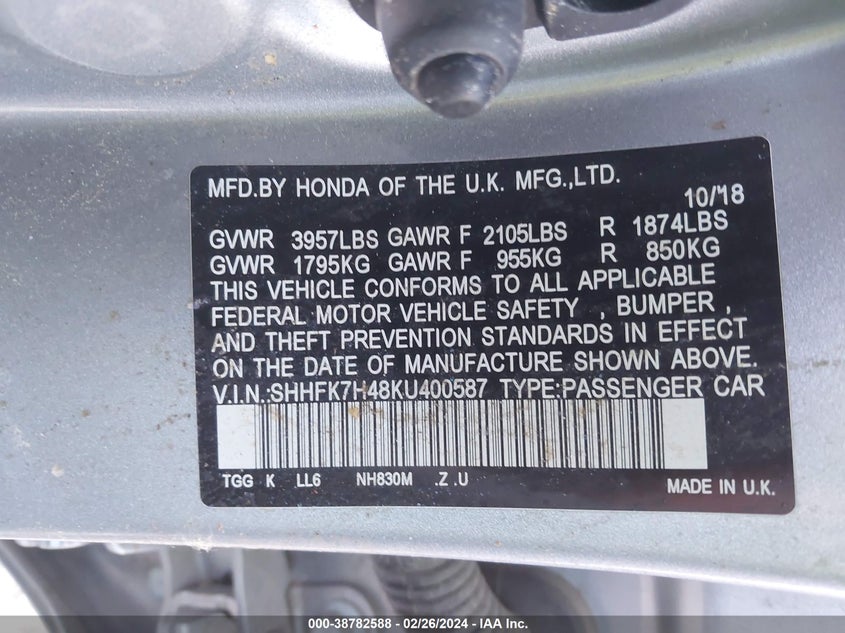 MFD.BY HONDA OF THE U.K. MFG.,LTD.
10/18
GVWR 3957LBS GAWR F 2105LBS R 1874LBS
GVWR 1795KG GAWR F 955KG R 850KG
THIS VEHICLE CONFORMS TO ALL APPLICABLE
FEDERAL MOTOR VEHICLE SAFETY , BUMPER ,
AND THEFT PREVENTION STANDARDS IN EFFECT
ON THE DATE OF MANUFACTURE SHOWN ABOVE.
V.I.N.:SHHFK7H48KU400587 TYPE:PASSENGER CAR
TGG K LL6 NH830M .Z .U
MADE IN U.K.
000-38782588 - 02/26/2024 - IAA Inc.